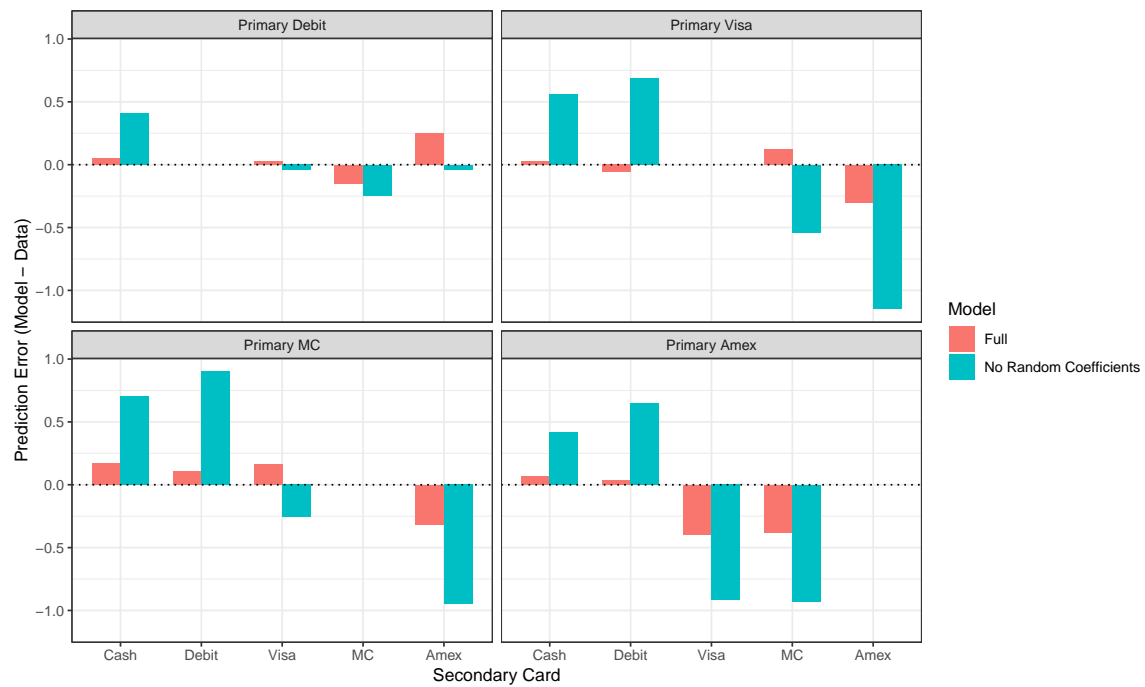 Primary Debit
Primary Visa
1.0
0.5
0.0
−0.5
−1.0
Primary MC
Primary Amex
1.0
0.5
0.0
−0.5
−1.0
Prediction Error (Model − Data)
Cash Debit Visa MC Amex
Cash Debit Visa MC Amex
Secondary Card
Model
Full
No Random Coefficients